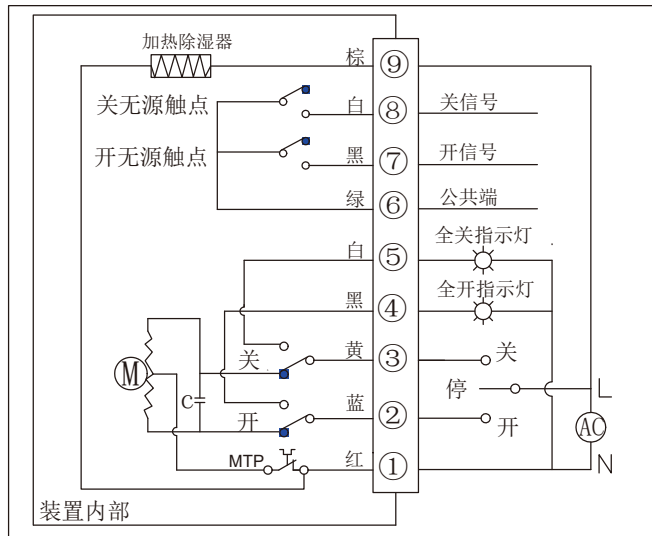 加热除湿器
棕 ⑨
关无源触点 白 ⑧ 关信号
开无源触点 黑 ⑦ 开信号
绿 ⑥ 公共端
白 ⑤ 全关指示灯
黑 ④ 全开指示灯
关 黄 ③ 关
M C 停 L
开 蓝 ② 开 AC
MTP 红 ① N
装置内部